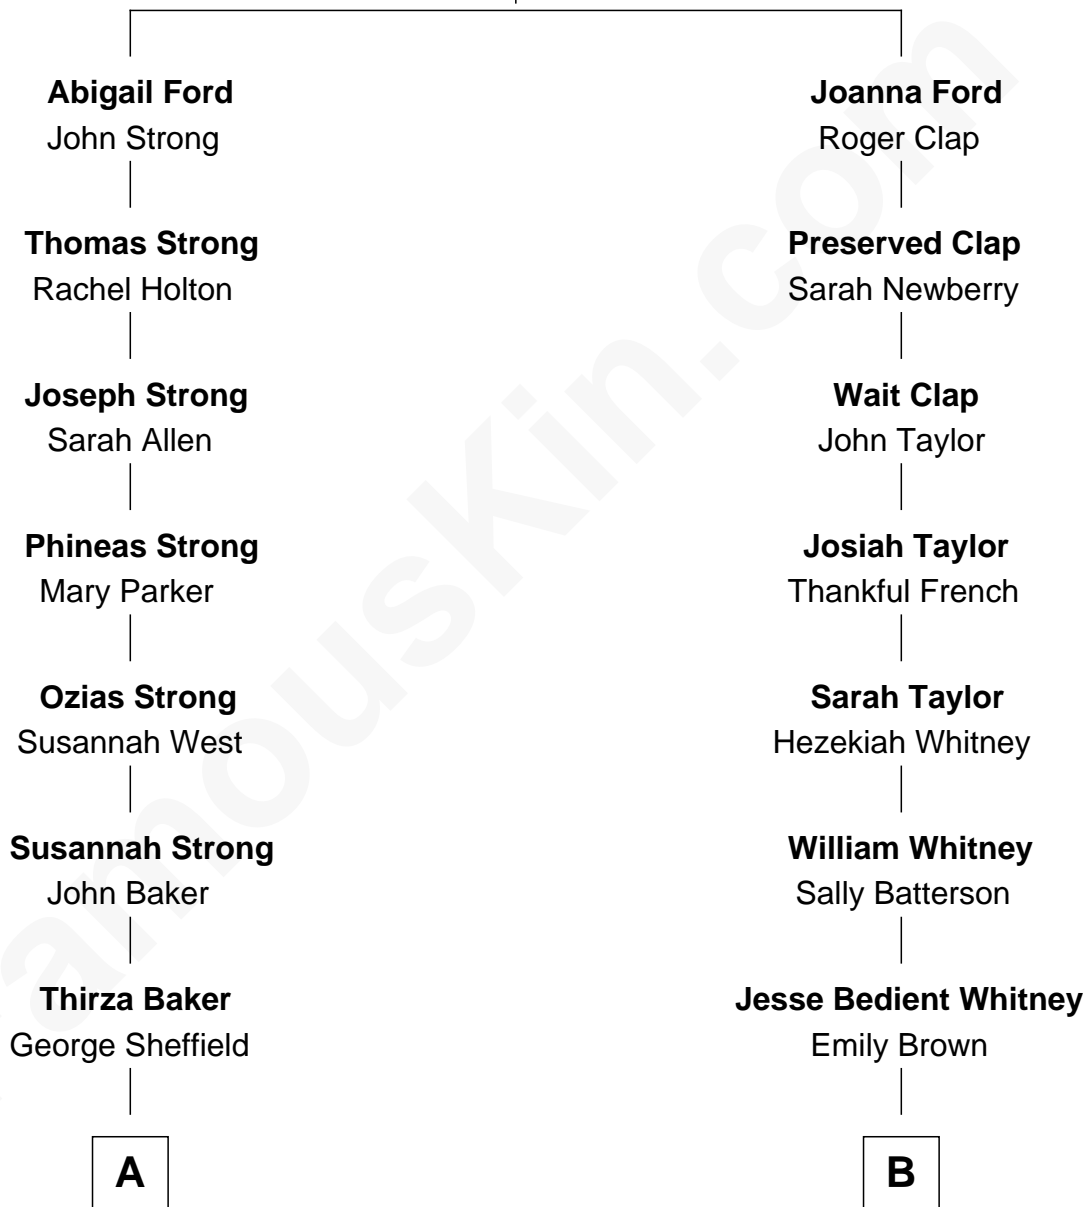 Abigail Ford
John Strong
Thomas Strong
Rachel Holton
Joseph Strong
Sarah Allen
Phineas Strong
Mary Parker
Ozias Strong
Susannah West
Susannah Strong
John Baker
Thirza Baker
George Sheffield
A
Joanna Ford
Roger Clap
Preserved Clap
Sarah Newberry
Wait Clap
John Taylor
Josiah Taylor
Thankful French
Sarah Taylor
Hezekiah Whitney
William Whitney
Sally Batterson
Jesse Bedient Whitney
Emily Brown
B
amouskin.com